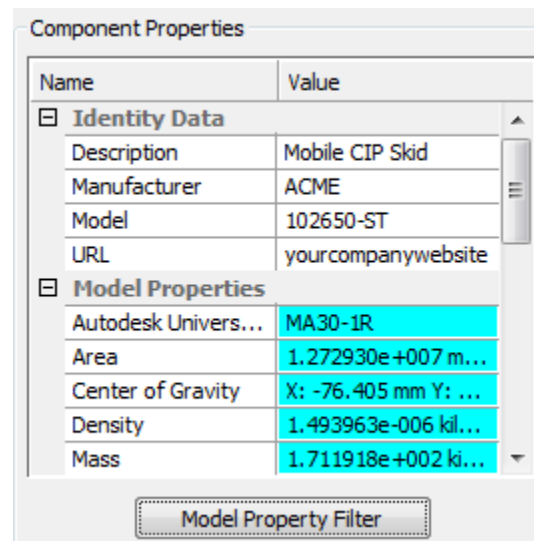 Component Properties
Name Value
Identity Data
Description Mobile CIP Skid
Manufacturer ACME
Model 102650-ST
URL yourcompanywebsite
Model Properties
Autodesk Univers... MA30-1R
Area 1.272930e+007 m...
Center of Gravity X: -76.405 mm Y: ...
Density 1.493963e-006 kil...
Mass 1.711918e+002 ki...
Model Property Filter